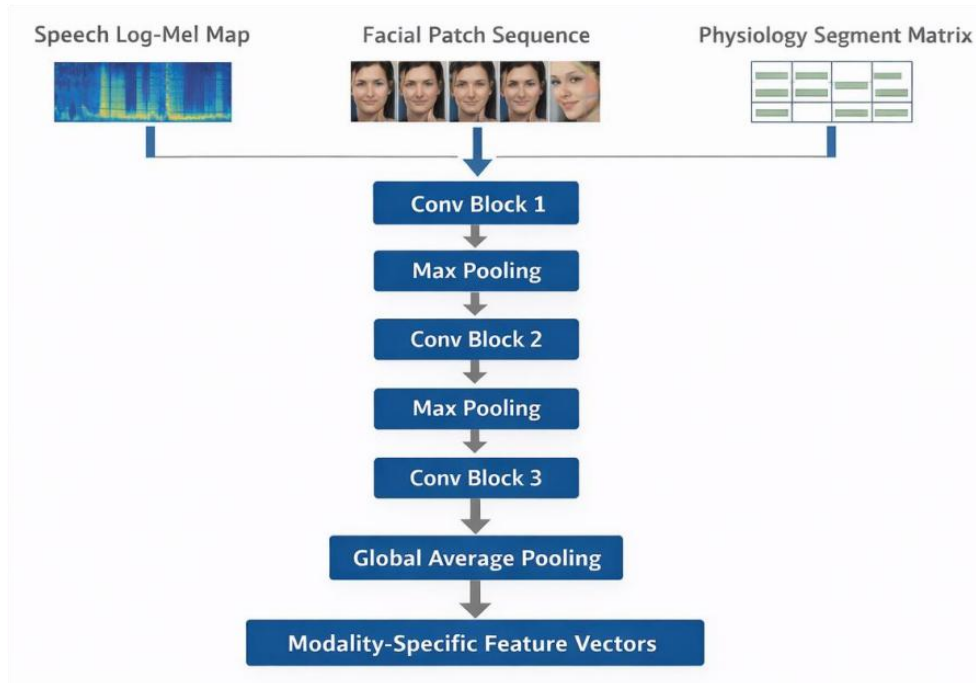 Speech Log-Mel Map
Facial Patch Sequence
Physiology Segment Matrix
Conv Block 1
Max Pooling
Conv Block 2
Max Pooling
Conv Block 3
Global Average Pooling
Modality-Specific Feature Vectors